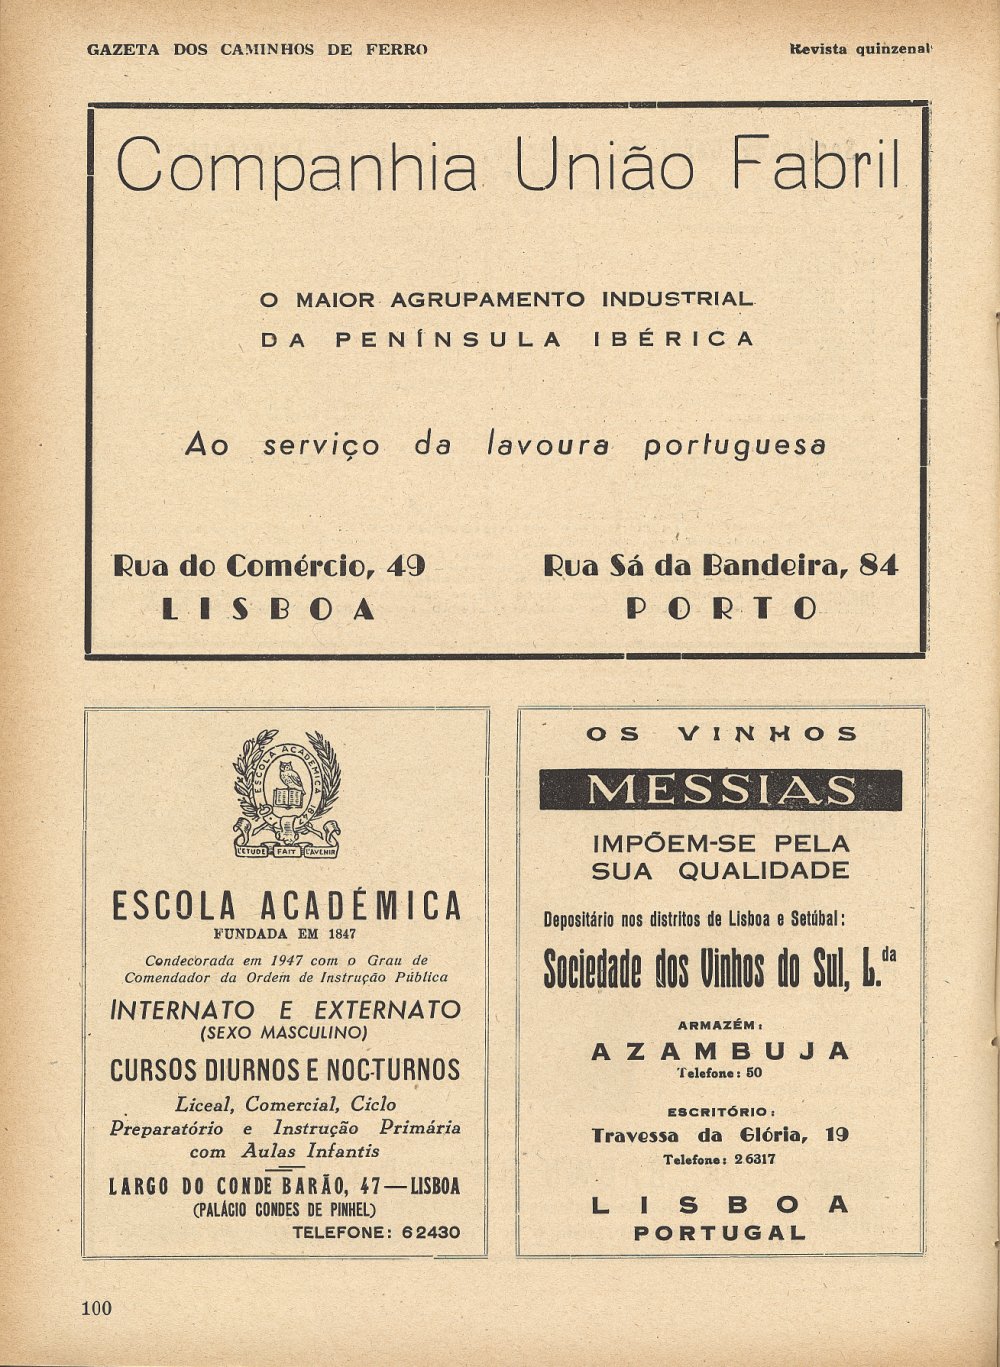 GAZETA DOS CAMINHOS DE FERRO
Revista quinzenal
Companhia União Fabril
O MAIOR AGRUPAMENTO INDUSTRIAL
DA PENÍNSULA IBÉRICA
Ao serviço da lavoura portuguesa
Rua do Comércio, 49
LISBOA
Rua Sá da Bandeira, 84
PORTO
ESCOLA ACADÉMICA
1847
L'ETUDE FAIT L'AVENIR
ESCOLA ACADÉMICA
FUNDADA EM 1847
Condecorada em 1947 com o Grau de
Comendador da Ordem de Instrução Pública
INTERNATO E EXTERNATO
(SEXO MASCULINO)
CURSOS DIURNOS E NOCTURNOS
Liceal, Comercial, Ciclo
Preparatório e Instrução Primária
com Aulas Infantis
LARGO DO CONDE BARÃO, 47—LISBOA
(PALÁCIO CONDES DE PINHEL)
TELEFONE: 62430
OS VINHOS
MESSIAS
IMPÕEM-SE PELA
SUA QUALIDADE
Depositário nos distritos de Lisboa e Setúbal:
Sociedade dos Vinhos do Sul, L.da
ARMAZÉM:
AZAMBUJA
Telefone: 50
ESCRITÓRIO:
Travessa da Glória, 19
Telefone: 26317
LISBOA
PORTUGAL
100